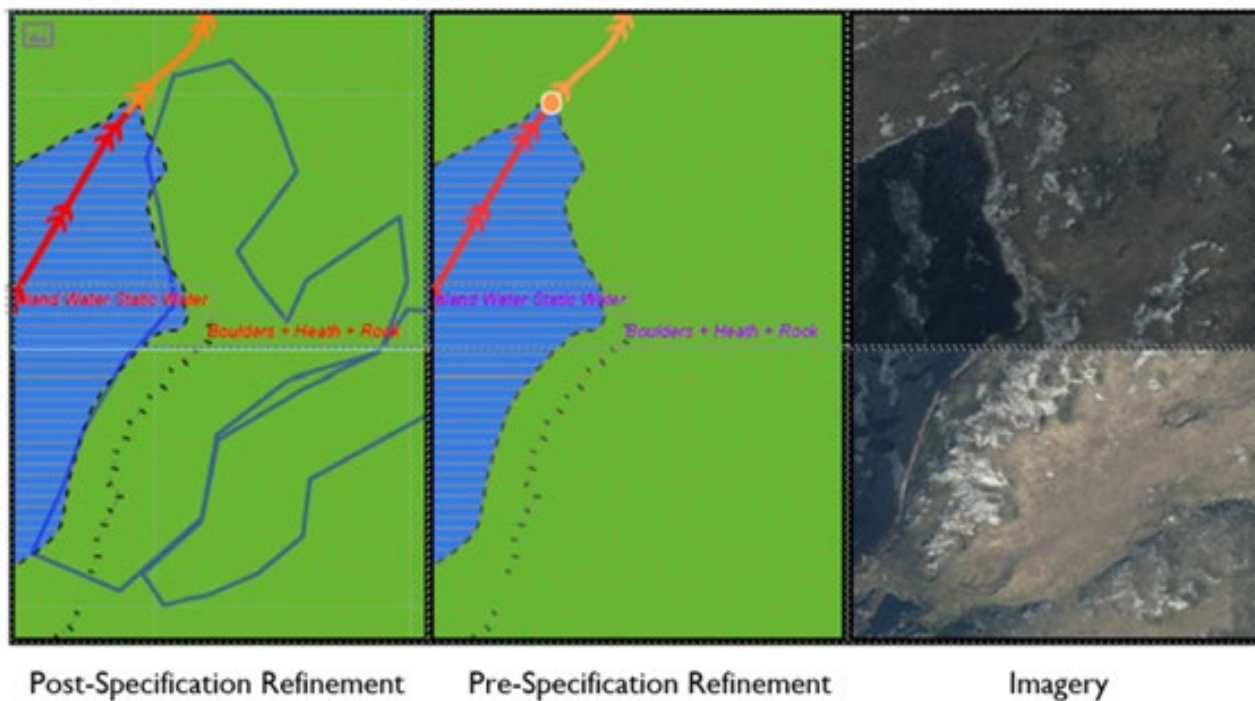 Inland Water Static Water
Boulders + Heath + Rock
Inland Water Static Water
Boulders + Heath + Rock
Post-Specification Refinement
Pre-Specification Refinement
Imagery